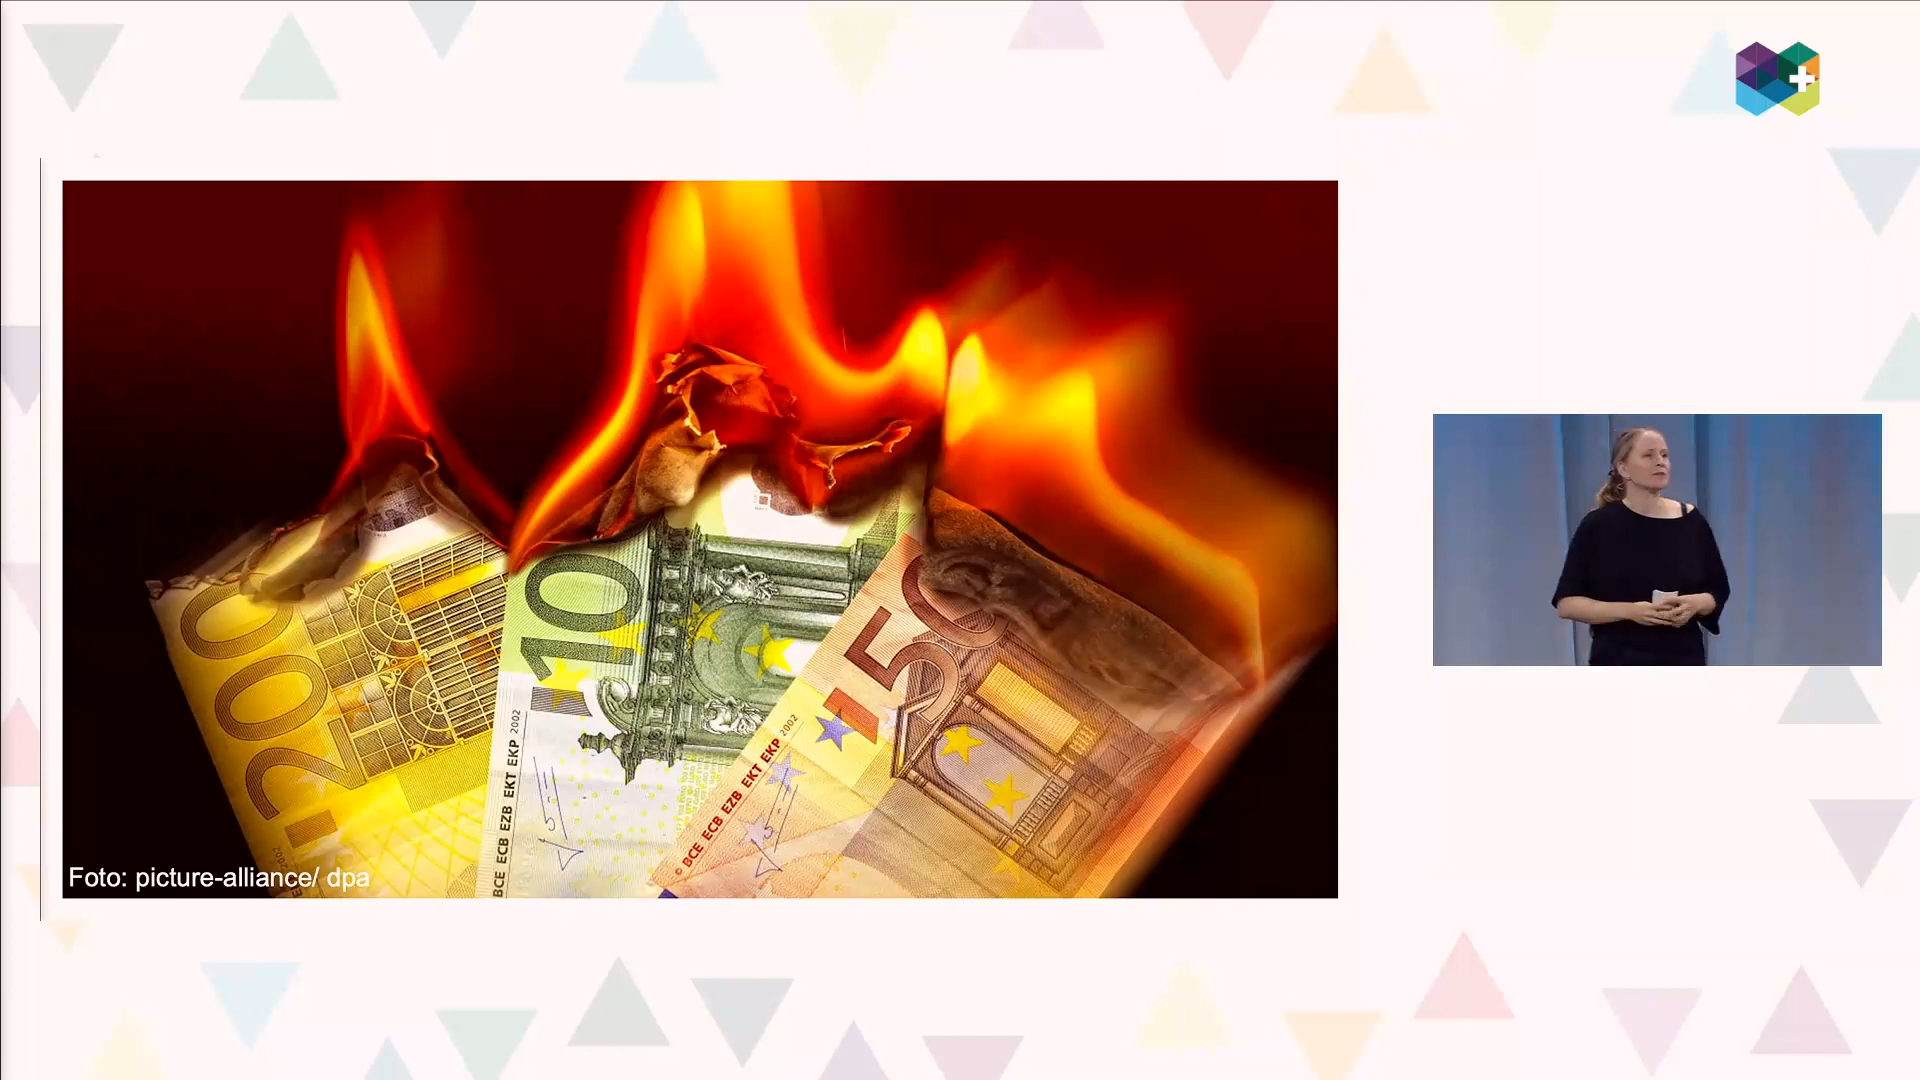 200
10
50
BCE ECB EZB EKT EKP 2002
© BCE ECB EZB EKT EKP 2002
2002
Foto: picture-alliance/ dpa